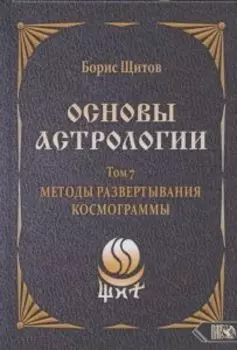 Борис Щитов
ОСНОВЫ
АСТРОЛОГИИ
Том 7
МЕТОДЫ РАЗВЕРТЫВАНИЯ
КОСМОГРАММЫ
ЩИТ